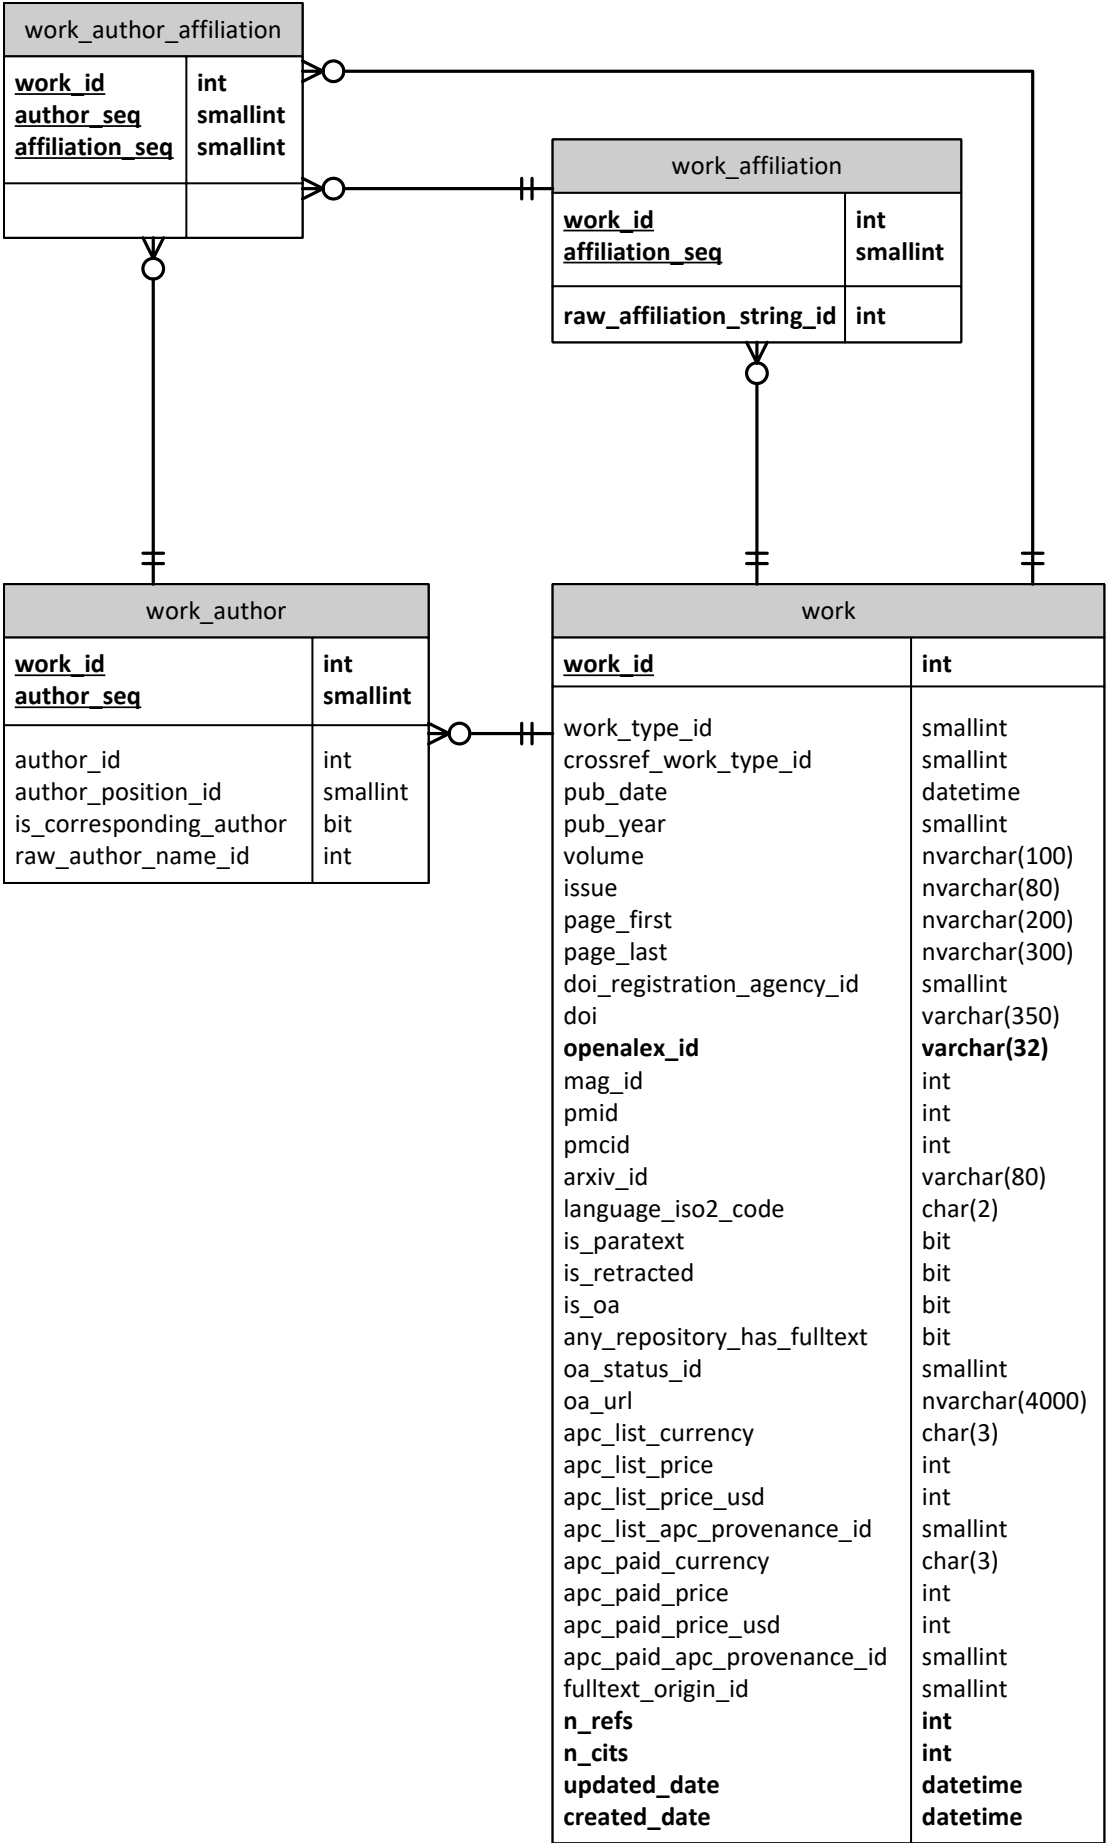 work_author_affiliation
work_id int
author_seq smallint
affiliation_seq smallint
work_affiliation
work_id int
affiliation_seq smallint
raw_affiliation_string_id int
work_author
work_id int
author_seq smallint
author_id int
author_position_id smallint
is_corresponding_author bit
raw_author_name_id int
work
work_id int
work_type_id smallint
crossref_work_type_id smallint
pub_date datetime
pub_year smallint
volume nvarchar(100)
issue nvarchar(80)
page_first nvarchar(200)
page_last nvarchar(300)
doi_registration_agency_id smallint
doi varchar(350)
openalex_id varchar(32)
mag_id int
pmid int
pmcid int
arxiv_id varchar(80)
language_iso2_code char(2)
is_paratext bit
is_retracted bit
is_oa bit
any_repository_has_fulltext bit
oa_status_id smallint
oa_url nvarchar(4000)
apc_list_currency char(3)
apc_list_price int
apc_list_price_usd int
apc_list_apc_provenance_id smallint
apc_paid_currency char(3)
apc_paid_price int
apc_paid_price_usd int
apc_paid_apc_provenance_id smallint
fulltext_origin_id smallint
n_refs int
n_cits int
updated_date datetime
created_date datetime